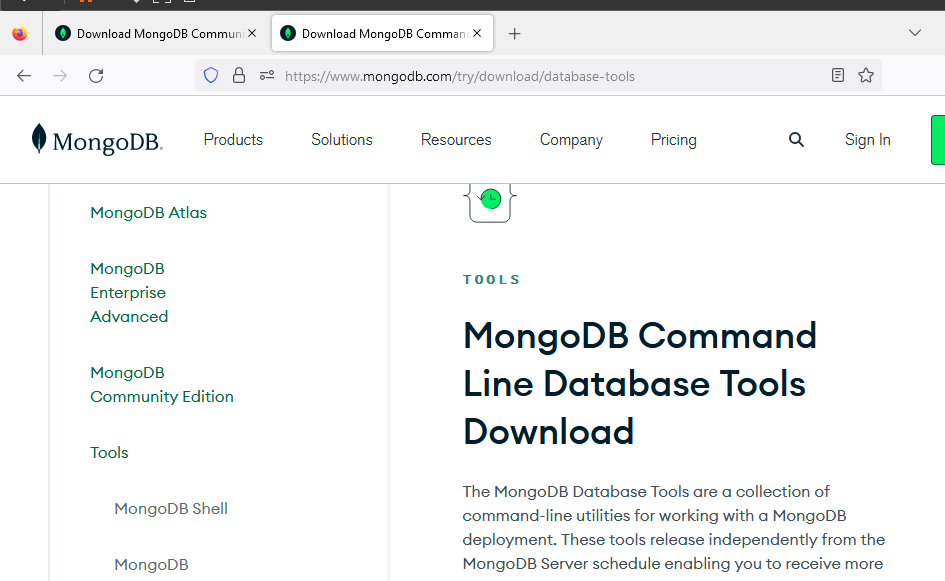 Download MongoDB Commun
Download MongoDB Comman
https://www.mongodb.com/try/download/database-tools
MongoDB.
Products
Solutions
Resources
Company
Pricing
Sign In
MongoDB Atlas
MongoDB
Enterprise
Advanced
MongoDB
Community Edition
Tools
MongoDB Shell
MongoDB
TOOLS
MongoDB Command
Line Database Tools
Download
The MongoDB Database Tools are a collection of
command-line utilities for working with a MongoDB
deployment. These tools release independently from the
MongoDB Server schedule enabling you to receive more